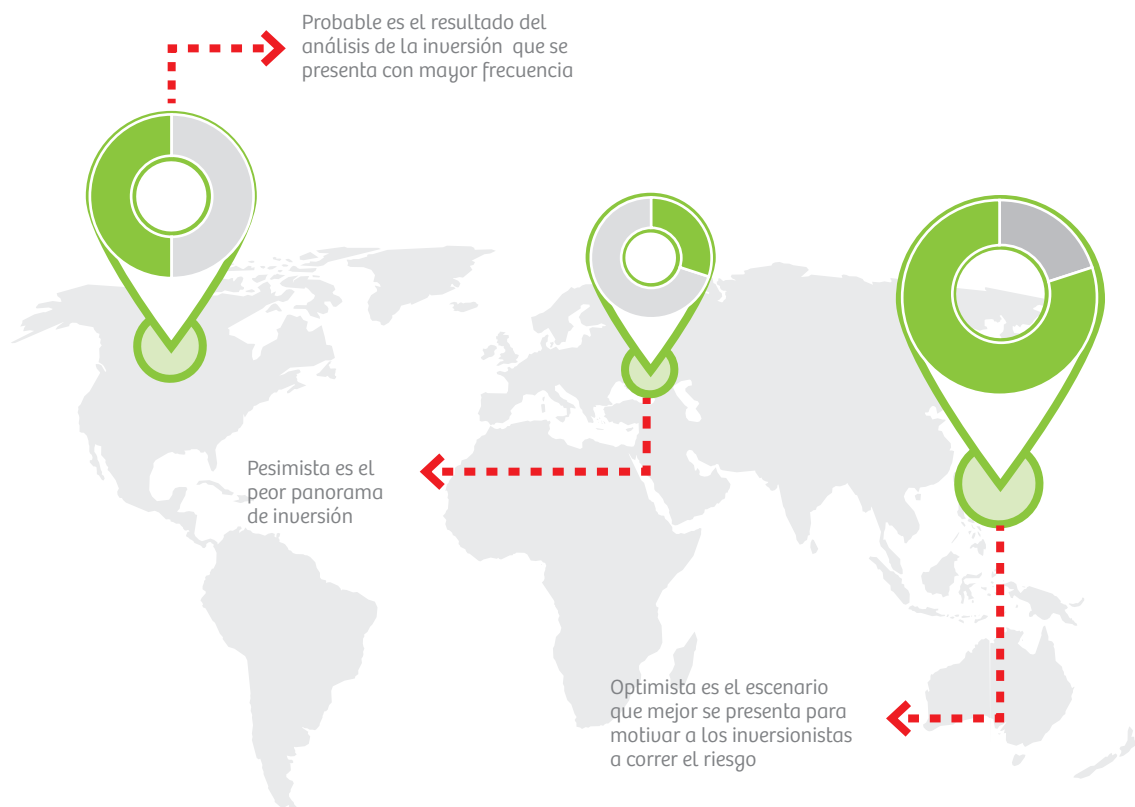 Probable es el resultado del
análisis de la inversión que se
presenta con mayor frecuencia
Pesimista es el
peor panorama
de inversión
Optimista es el escenario
que mejor se presenta para
motivar a los inversionistas
a correr el riesgo